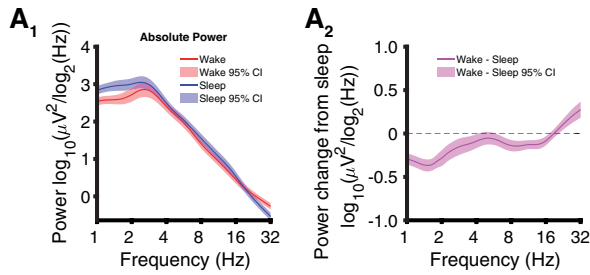 A1
Absolute Power
Power log10(μV2/log2(Hz))
4
3
2
1
0
Wake
Wake 95% CI
Sleep
Sleep 95% CI
1 2 4 8 16 32
Frequency (Hz)
A2
Power change from sleep
log10(μV2/log2(Hz))
1.0
0.5
0
-0.5
-1.0
Wake - Sleep
Wake - Sleep 95% CI
1 2 4 8 16 32
Frequency (Hz)